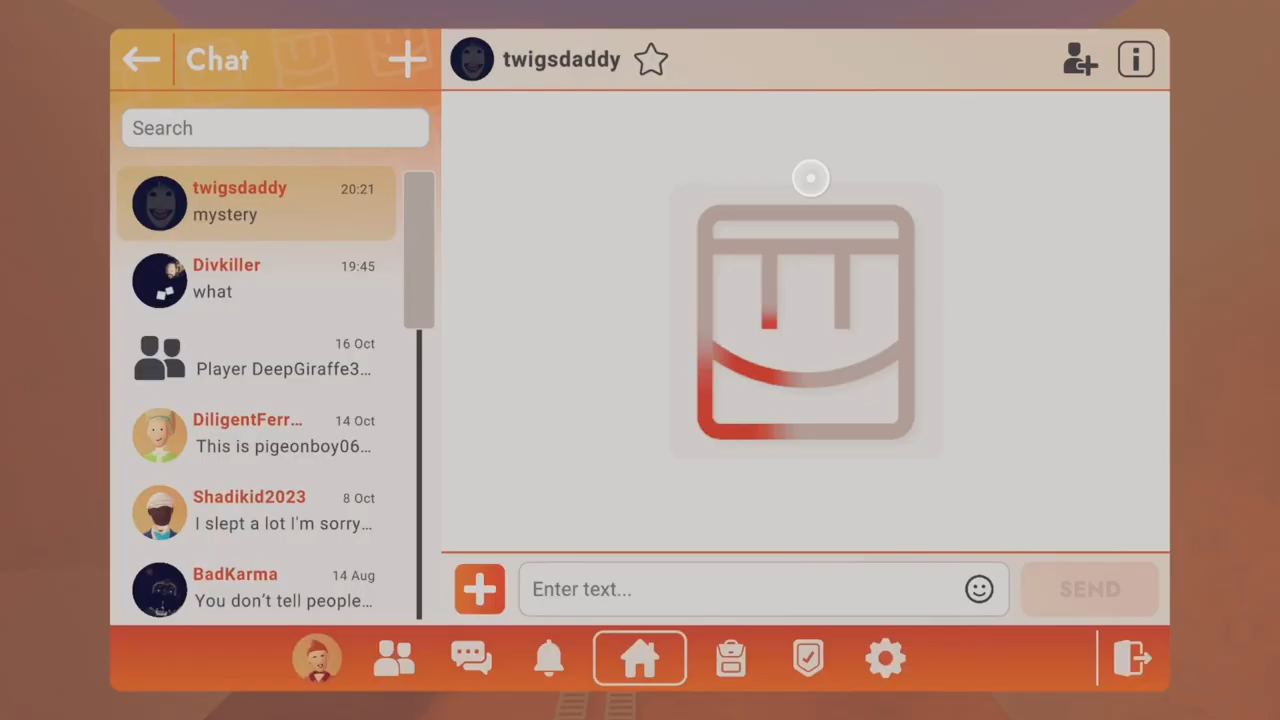 Chat
twigsdaddy
Search
twigsdaddy 20:21
mystery
Divkiller 19:45
what
16 Oct
Player DeepGiraffe3...
DiligentFerr... 14 Oct
This is pigeonboy06...
Shadikid2023 8 Oct
I slept a lot I'm sorry...
BadKarma 14 Aug
You don't tell people...
Enter text...
SEND